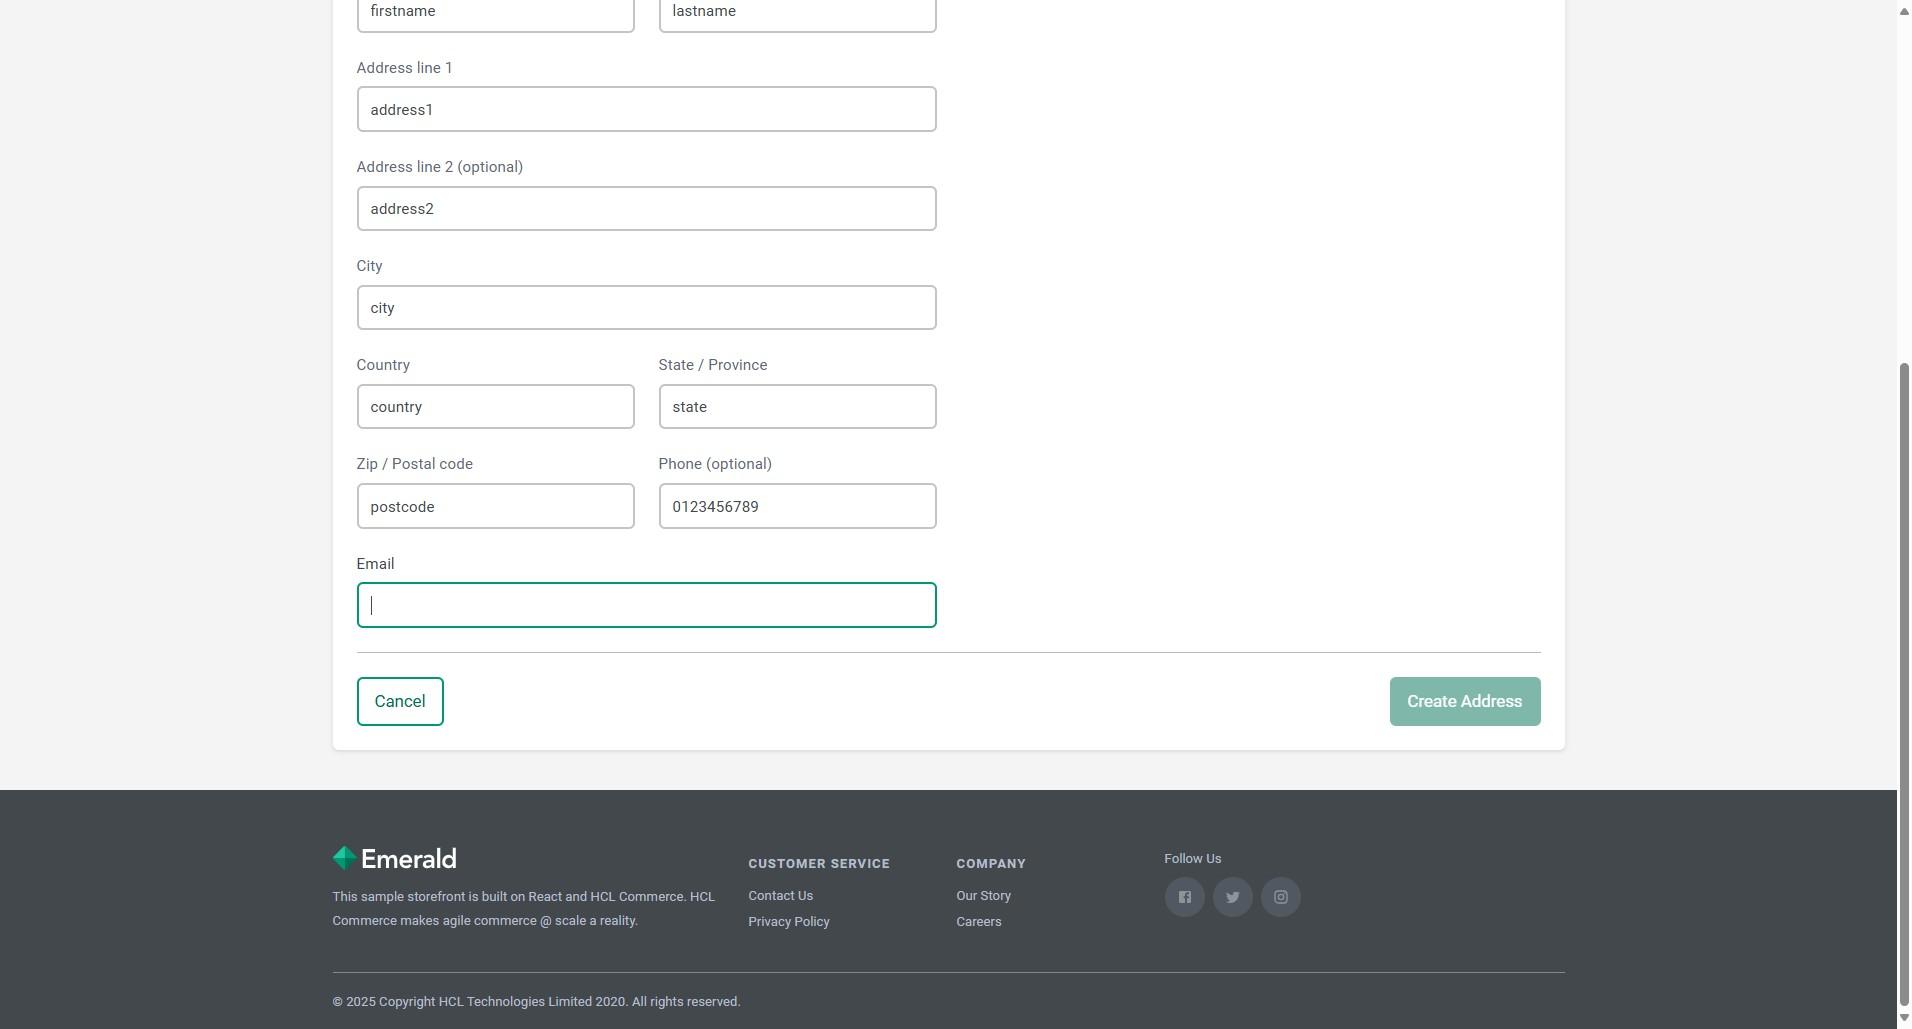 firstname
lastname
Address line 1
address1
Address line 2 (optional)
address2
City
city
Country
State / Province
country
state
Zip / Postal code
Phone (optional)
postcode
0123456789
Email
Cancel
Create Address
Emerald
This sample storefront is built on React and HCL Commerce. HCL
Commerce makes agile commerce @ scale a reality.
CUSTOMER SERVICE
Contact Us
Privacy Policy
COMPANY
Our Story
Careers
Follow Us
© 2025 Copyright HCL Technologies Limited 2020. All rights reserved.